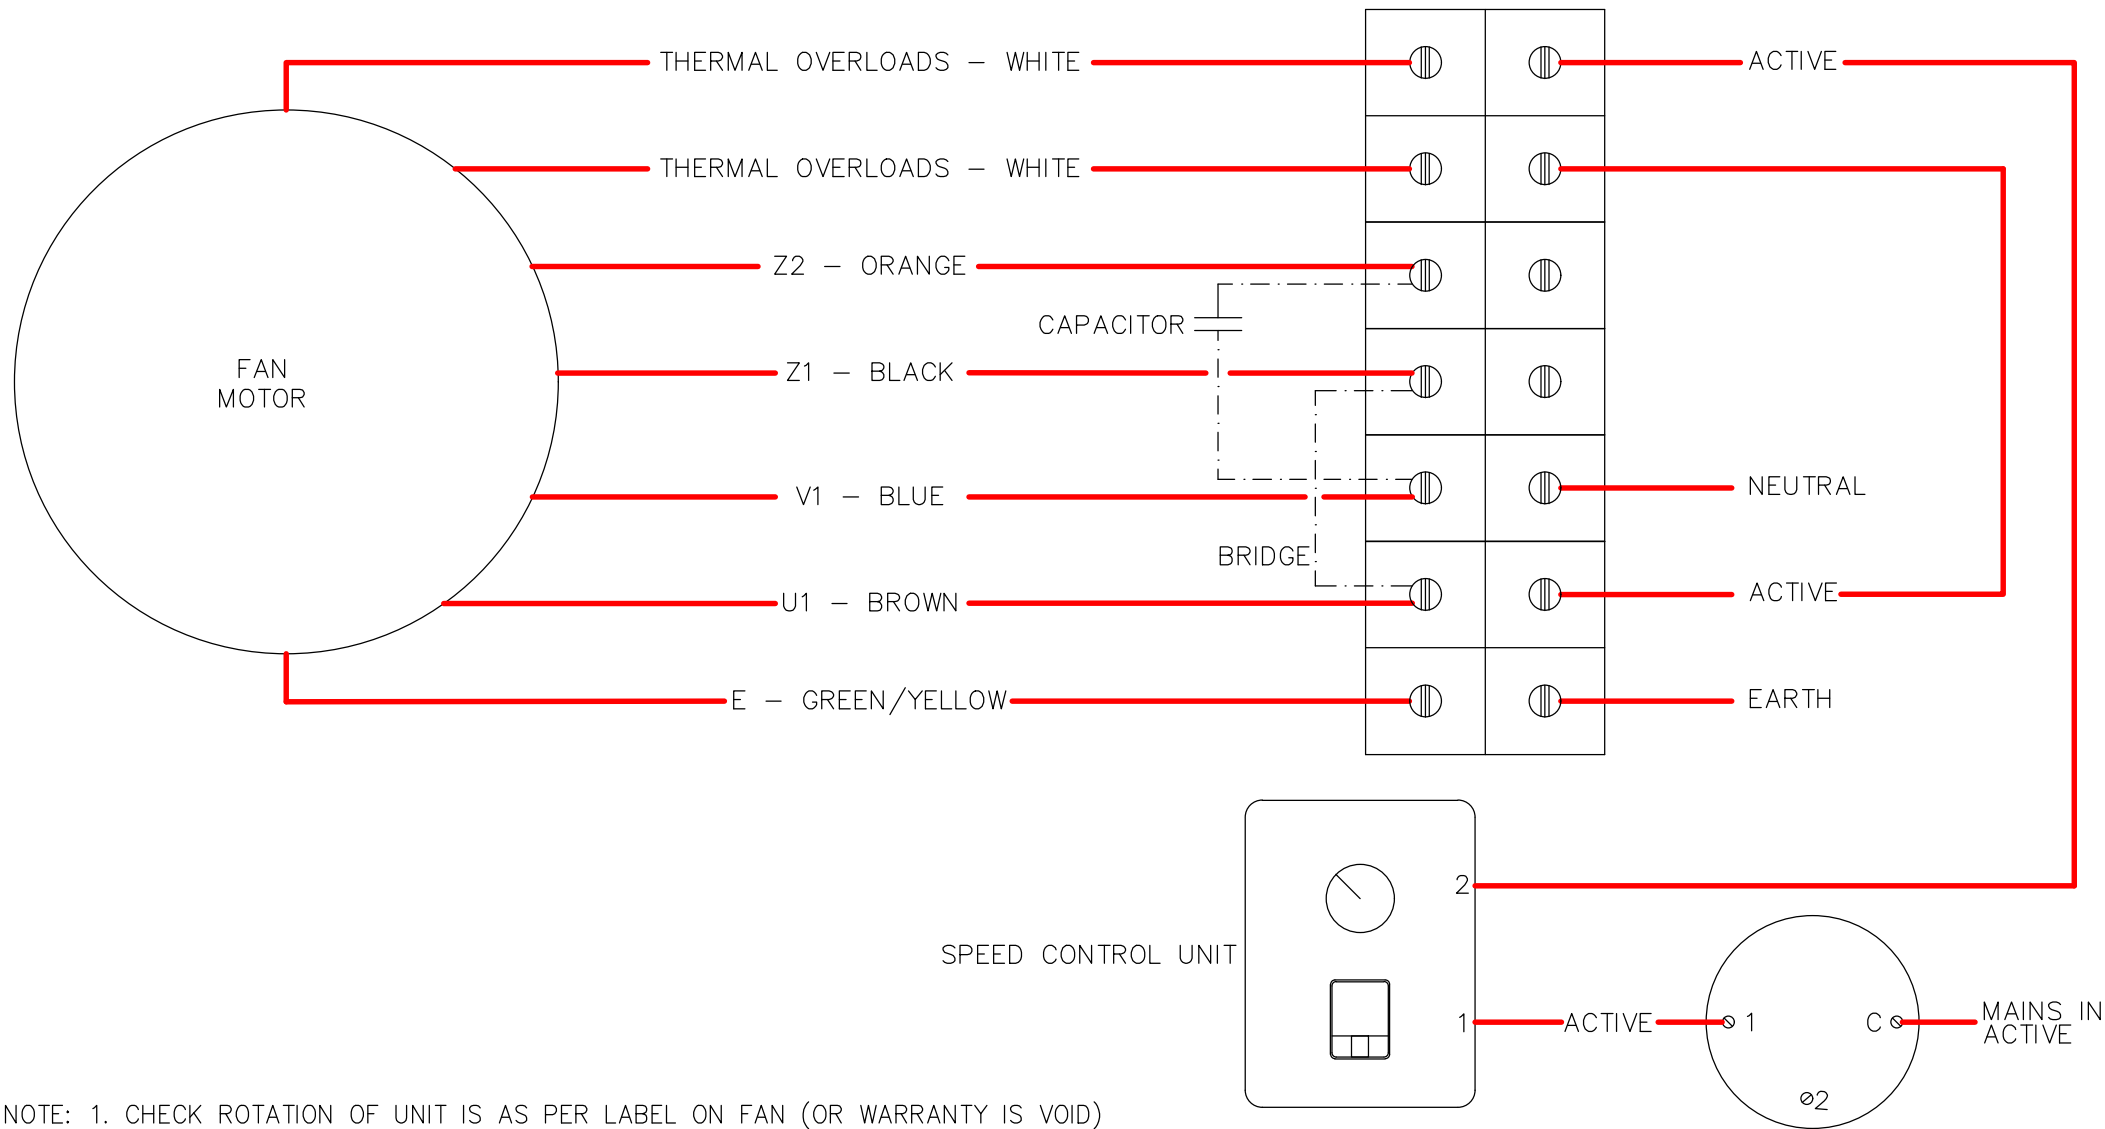 THERMAL OVERLOADS - WHITE
ACTIVE
THERMAL OVERLOADS - WHITE
Z2 - ORANGE
CAPACITOR
FAN
MOTOR
Z1 - BLACK
V1 - BLUE
NEUTRAL
BRIDGE
U1 - BROWN
ACTIVE
E - GREEN/YELLOW
EARTH
2
SPEED CONTROL UNIT
1
ACTIVE
1
C
MAINS IN
ACTIVE
2
NOTE: 1. CHECK ROTATION OF UNIT IS AS PER LABEL ON FAN (OR WARRANTY IS VOID)